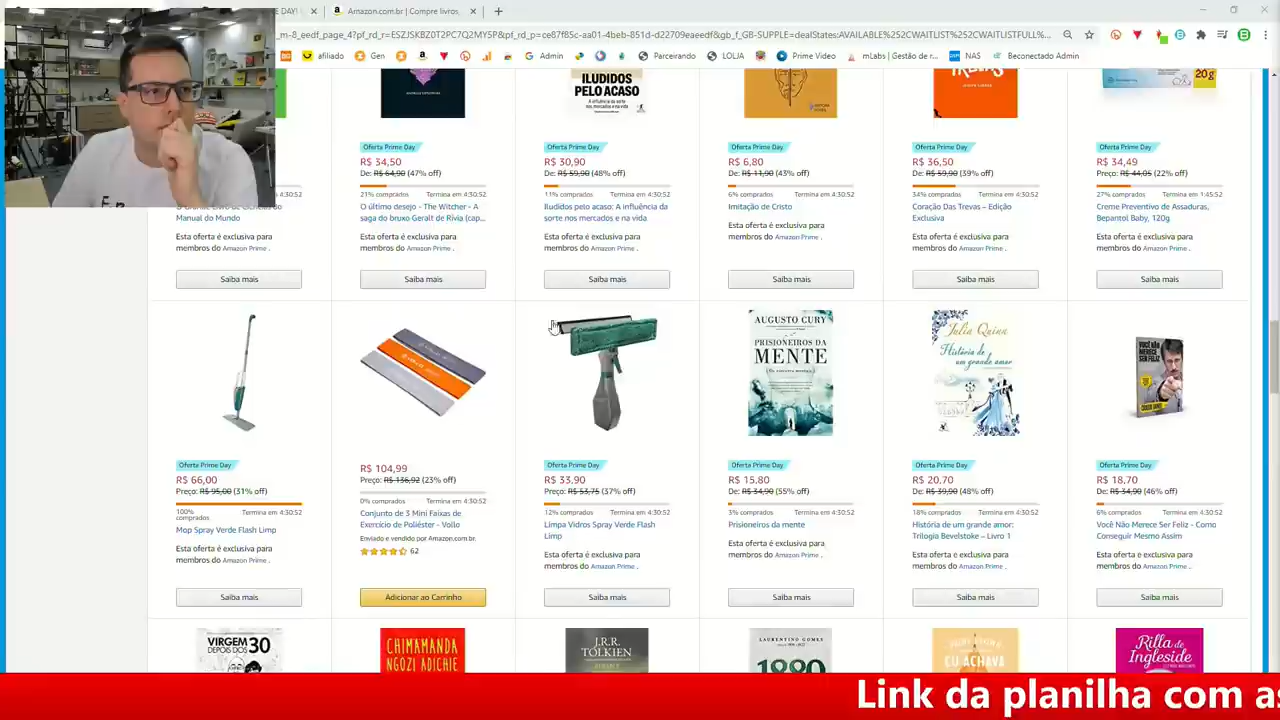 DAY!
Amazon.com.br | Compre livros,
_m-8_eedf_page_4?pf_rd_r=ESZJSKBZ0T2PC7Q2MY5P&pf_rd_p=ce87f85c-aa01-4beb-851d-d22709eaeedf&gb_f_GB-SUPPLE=dealStates:AVAILABLE%252CWAITLIST%252CWAITLISTFULL%...
afiliado
Gen
Admin
Parceirando
LOLJA
Prime Video
mLabs | Gestão de r...
NAS
Beconectado Admin
ILUDIDOS
PELO ACASO
A influência da sorte
nos mercados e na vida
20g
Oferta Prime Day
Oferta Prime Day
Oferta Prime Day
Oferta Prime Day
Oferta Prime Day
R$ 34,50
R$ 30,90
R$ 6,80
R$ 36,50
R$ 34,49
De: R$ 64,90 (47% off)
De: R$ 59,90 (48% off)
De: R$ 11,90 (43% off)
De: R$ 59,90 (39% off)
Preço: R$ 44,05 (22% off)
21% comprados Termina em 4:30:52
11% comprados Termina em 4:30:52
6% comprados Termina em 4:30:52
34% comprados Termina em 4:30:52
27% comprados Termina em 1:45:52
Manual do Mundo
O último desejo - The Witcher - A
saga do bruxo Geralt de Rívia (cap...
Iludidos pelo acaso: A influência da
sorte nos mercados e na vida
Imitação de Cristo
Coração Das Trevas – Edição
Exclusiva
Creme Preventivo de Assaduras,
Bepantol Baby, 120g
Esta oferta é exclusiva para
membros do Amazon Prime .
Esta oferta é exclusiva para
membros do Amazon Prime .
Esta oferta é exclusiva para
membros do Amazon Prime .
Esta oferta é exclusiva para
membros do Amazon Prime .
Esta oferta é exclusiva para
membros do Amazon Prime .
Esta oferta é exclusiva para
membros do Amazon Prime .
Saiba mais
Saiba mais
Saiba mais
Saiba mais
Saiba mais
Saiba mais
AUGUSTO CURY
PRISIONEIROS DA
MENTE
Julia Quinn
História de
um grande amor
VOCÊ NÃO
MERECE
SER FELIZ
Oferta Prime Day
R$ 66,00
Preço: R$ 95,00 (31% off)
100%
comprados
Termina em 4:30:52
Mop Spray Verde Flash Limp
Esta oferta é exclusiva para
membros do Amazon Prime .
Saiba mais
R$ 104,99
Preço: R$ 136,92 (23% off)
0% comprados Termina em 4:30:52
Conjunto de 3 Mini Faixas de
Exercício de Poliéster - Vollo
Enviado e vendido por Amazon.com.br.
62
Adicionar ao Carrinho
Oferta Prime Day
R$ 33,90
Preço: R$ 53,75 (37% off)
12% comprados Termina em 4:30:52
Limpa Vidros Spray Verde Flash
Limp
Esta oferta é exclusiva para
membros do Amazon Prime .
Saiba mais
Oferta Prime Day
R$ 15,80
De: R$ 34,90 (55% off)
3% comprados Termina em 4:30:52
Prisioneiros da mente
Esta oferta é exclusiva para
membros do Amazon Prime .
Saiba mais
Oferta Prime Day
R$ 20,70
De: R$ 39,90 (48% off)
18% comprados Termina em 4:30:52
História de um grande amor:
Trilogia Bevelstoke – Livro 1
Esta oferta é exclusiva para
membros do Amazon Prime .
Saiba mais
Oferta Prime Day
R$ 18,70
De: R$ 34,90 (46% off)
6% comprados Termina em 4:30:52
Você Não Merece Ser Feliz - Como
Conseguir Mesmo Assim
Esta oferta é exclusiva para
membros do Amazon Prime .
Saiba mais
VIRGEM
DEPOIS DOS 30
CHIMAMANDA
NGOZI ADICHIE
J.R.R.
TOLKIEN
LAURENTINO GOMES
1889
EU ACHAVA
Rilla de
Ingleside
Link da planilha com as